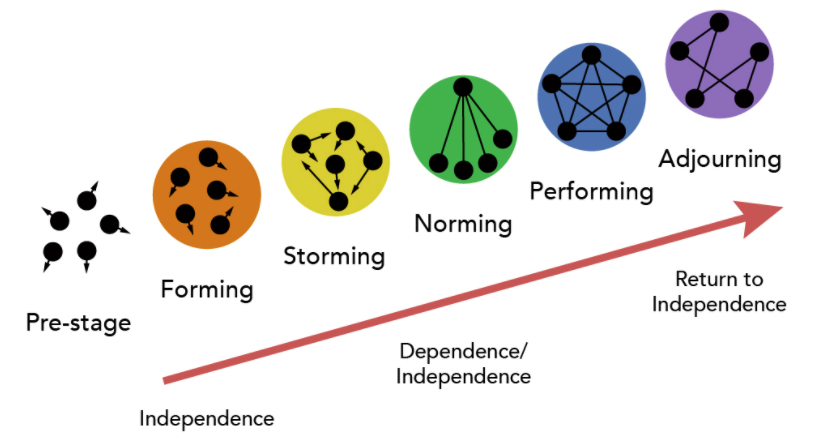 Pre-stage
Forming
Storming
Norming
Performing
Adjourning
Independence
Dependence/
Independence
Return to
Independence